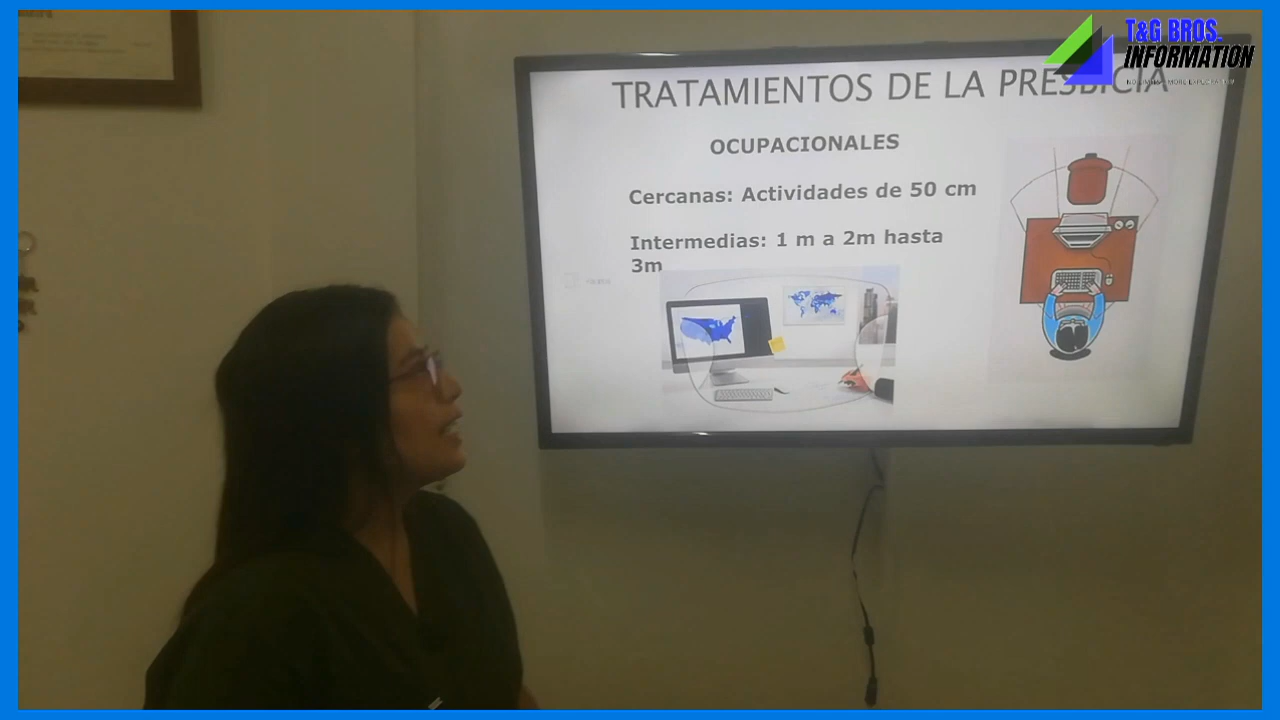 T&G BROS.
INFORMATION
TRATAMIENTOS DE LA PRESBICIA
OCUPACIONALES
Cercanas: Actividades de 50 cm
Intermedias: 1 m a 2m hasta
3m